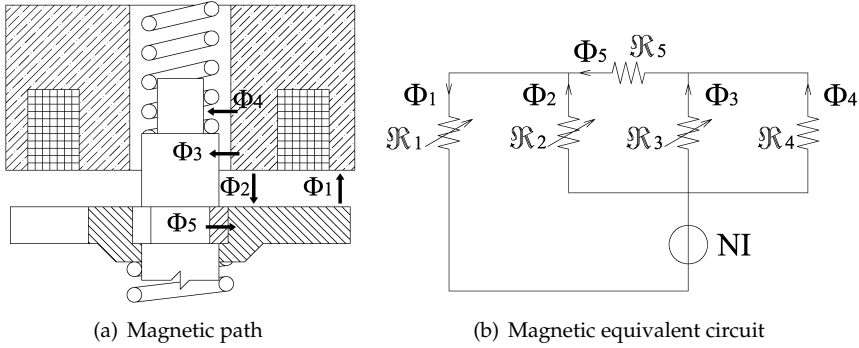 Φ4
Φ3
Φ2
Φ1
Φ5
(a) Magnetic path
Φ5
ℜ5
Φ1
Φ2
Φ3
Φ4
ℜ1
ℜ2
ℜ3
ℜ4
NI
(b) Magnetic equivalent circuit